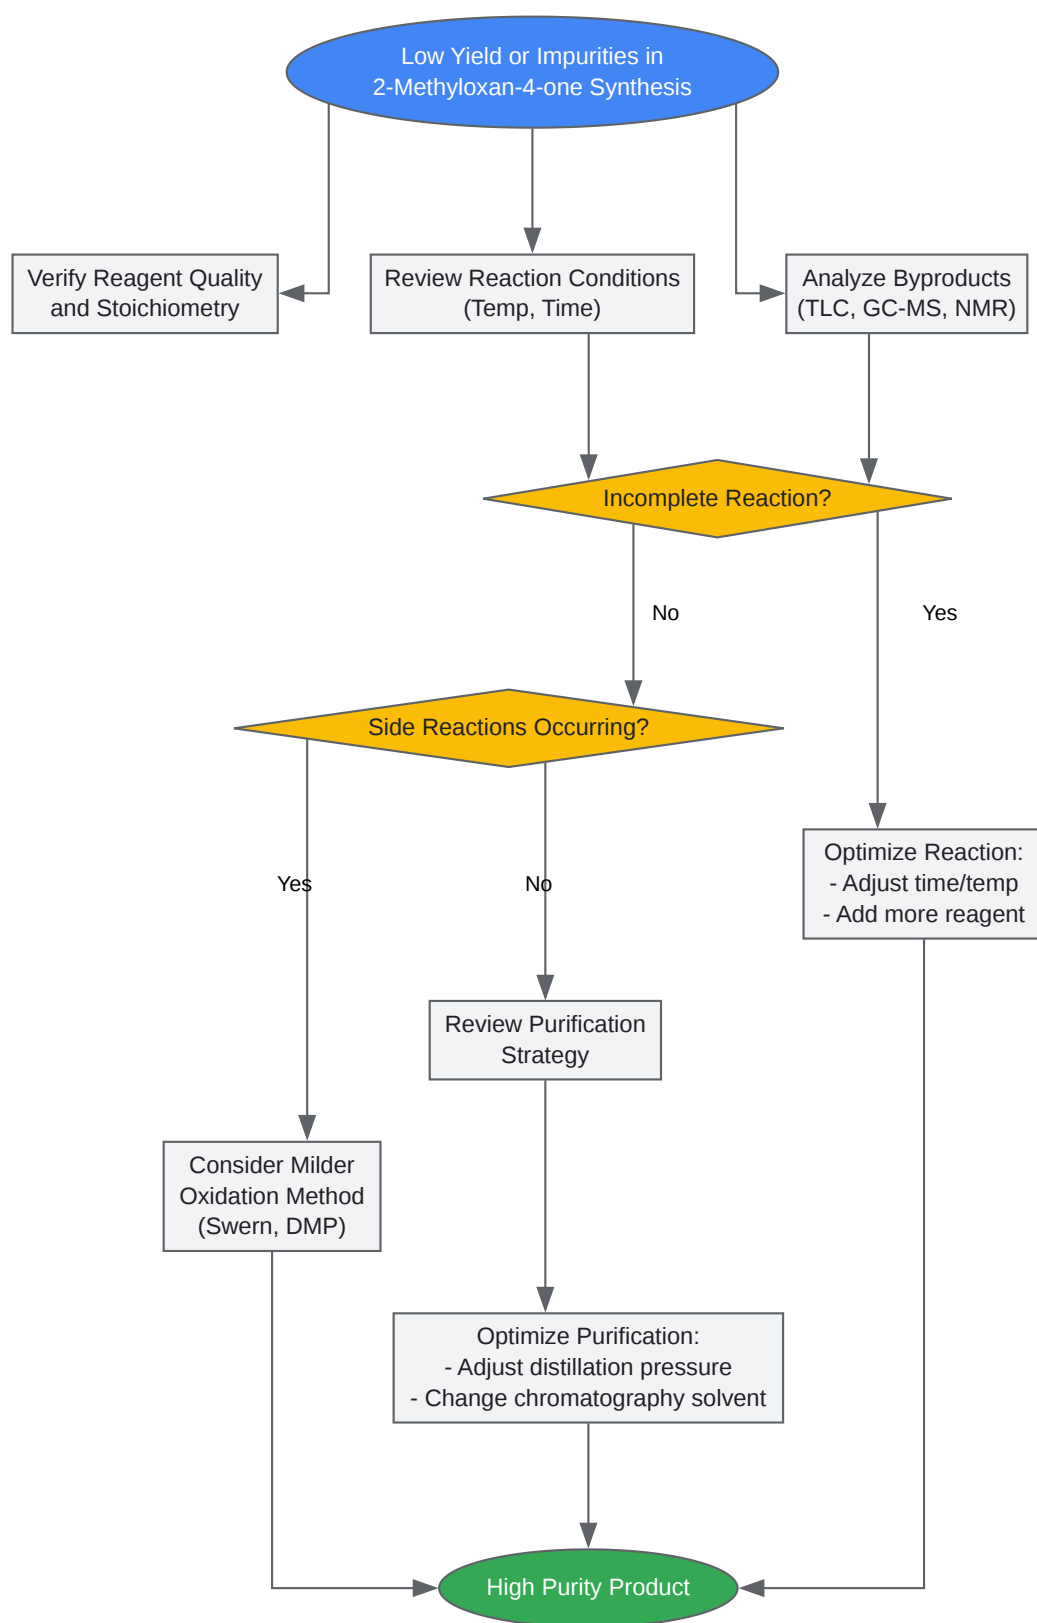 Low Yield or Impurities in
2-Methyloxan-4-one Synthesis
Verify Reagent Quality
and Stoichiometry
Review Reaction Conditions
(Temp, Time)
Analyze Byproducts
(TLC, GC-MS, NMR)
Incomplete Reaction?
No
Yes
Side Reactions Occurring?
Optimize Reaction:
- Adjust time/temp
- Add more reagent
Yes
No
Review Purification
Strategy
Consider Milder
Oxidation Method
(Swern, DMP)
Optimize Purification:
- Adjust distillation pressure
- Change chromatography solvent
High Purity Product